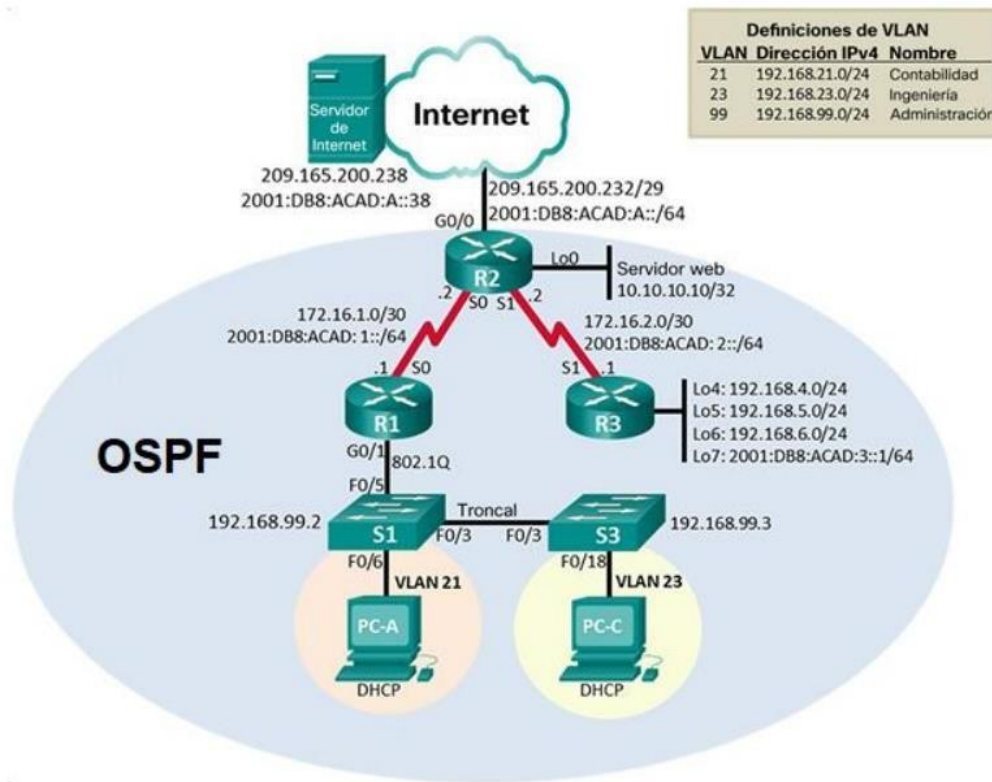 Definiciones de VLAN
VLAN Dirección IPv4 Nombre
21 192.168.21.0/24 Contabilidad
23 192.168.23.0/24 Ingeniería
99 192.168.99.0/24 Administración
Servidor
de
Internet
Internet
209.165.200.238
2001:DB8:ACAD:A::38
209.165.200.232/29
2001:DB8:ACAD:A::/64
G0/0
R2
Lo0
Servidor web
10.10.10.10/32
.2
S0
S1
.2
172.16.1.0/30
2001:DB8:ACAD: 1::/64
172.16.2.0/30
2001:DB8:ACAD: 2::/64
.1
S0
S1
.1
R1
R3
Lo4: 192.168.4.0/24
Lo5: 192.168.5.0/24
Lo6: 192.168.6.0/24
Lo7: 2001:DB8:ACAD:3::1/64
OSPF
G0/1
802.1Q
F0/5
192.168.99.2
S1
Troncal
F0/3
F0/3
S3
192.168.99.3
F0/6
F0/18
VLAN 21
VLAN 23
PC-A
PC-C
DHCP
DHCP